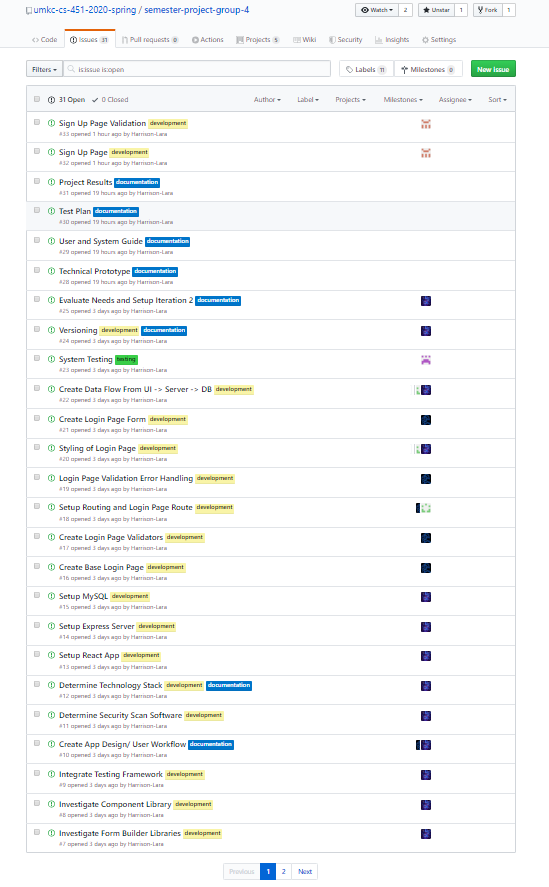 umkc-cs-451-2020-spring / semester-project-group-4
Watch 2 Unstar 1 Fork 1
Code Issues 31 Pull requests 0 Actions Projects 5 Wiki Security Insights Settings
Filters is:issue is:open Labels 11 Milestones 0 New issue
31 Open 0 Closed Author Label Projects Milestones Assignee Sort
Sign Up Page Validation development
#33 opened 1 hour ago by Harrison-Lara
Sign Up Page development
#32 opened 1 hour ago by Harrison-Lara
Project Results documentation
#31 opened 19 hours ago by Harrison-Lara
Test Plan documentation
#30 opened 19 hours ago by Harrison-Lara
User and System Guide documentation
#29 opened 19 hours ago by Harrison-Lara
Technical Prototype documentation
#28 opened 19 hours ago by Harrison-Lara
Evaluate Needs and Setup Iteration 2 documentation
#25 opened 3 days ago by Harrison-Lara
Versioning development documentation
#24 opened 3 days ago by Harrison-Lara
System Testing testing
#23 opened 3 days ago by Harrison-Lara
Create Data Flow From UI -> Server -> DB development
#22 opened 3 days ago by Harrison-Lara
Create Login Page Form development
#21 opened 3 days ago by Harrison-Lara
Styling of Login Page development
#20 opened 3 days ago by Harrison-Lara
Login Page Validation Error Handling development
#19 opened 3 days ago by Harrison-Lara
Setup Routing and Login Page Route development
#18 opened 3 days ago by Harrison-Lara
Create Login Page Validators development
#17 opened 3 days ago by Harrison-Lara
Create Base Login Page development
#16 opened 3 days ago by Harrison-Lara
Setup MySQL development
#15 opened 3 days ago by Harrison-Lara
Setup Express Server development
#14 opened 3 days ago by Harrison-Lara
Setup React App development
#13 opened 3 days ago by Harrison-Lara
Determine Technology Stack development documentation
#12 opened 3 days ago by Harrison-Lara
Determine Security Scan Software development
#11 opened 3 days ago by Harrison-Lara
Create App Design/ User Workflow documentation
#10 opened 3 days ago by Harrison-Lara
Integrate Testing Framework development
#9 opened 3 days ago by Harrison-Lara
Investigate Component Library development
#8 opened 3 days ago by Harrison-Lara
Investigate Form Builder Libraries development
#7 opened 3 days ago by Harrison-Lara
Previous 1 2 Next